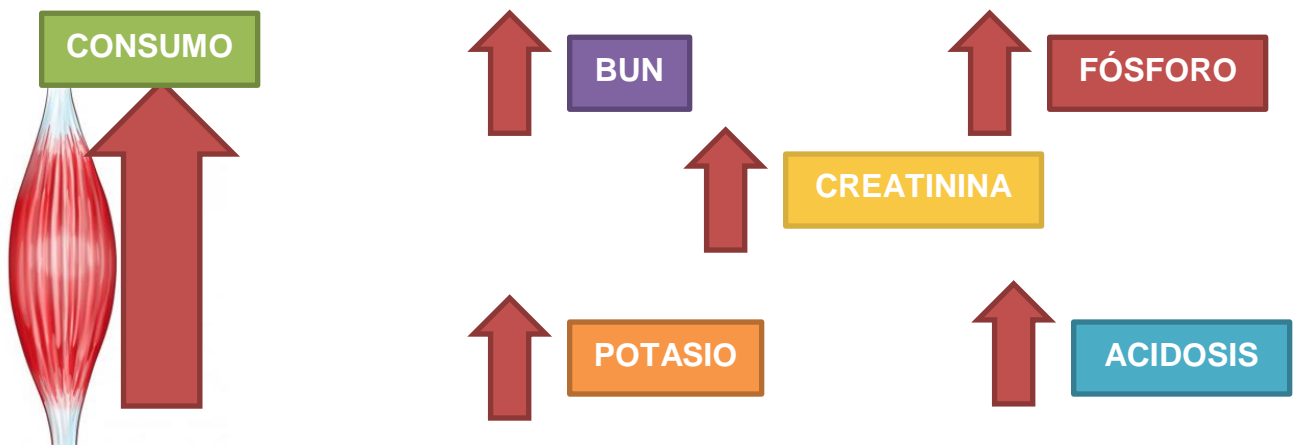 CONSUMO
BUN
FÓSFORO
CREATININA
POTASIO
ACIDOSIS